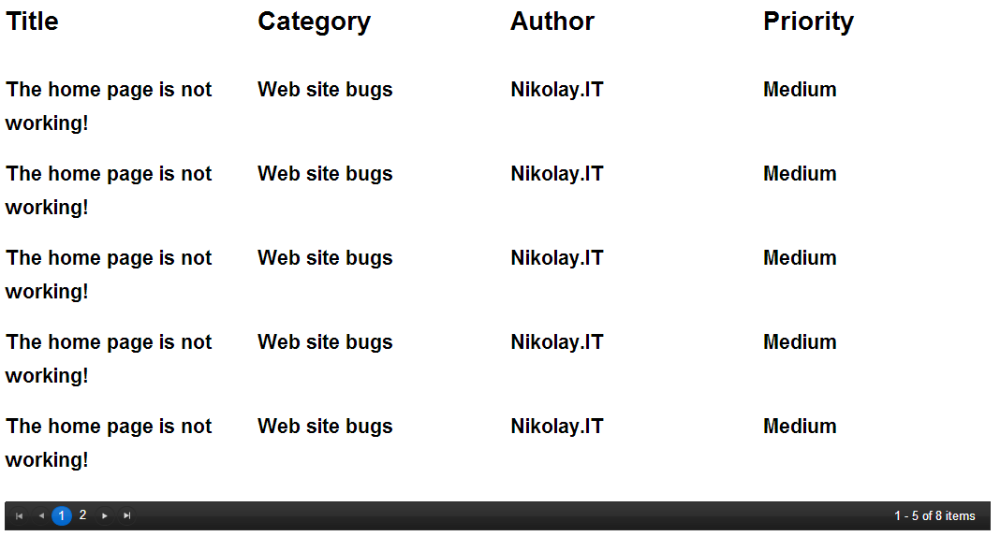 Title Category Author Priority
The home page is not Web site bugs Nikolay.IT Medium
working!
The home page is not Web site bugs Nikolay.IT Medium
working!
The home page is not Web site bugs Nikolay.IT Medium
working!
The home page is not Web site bugs Nikolay.IT Medium
working!
The home page is not Web site bugs Nikolay.IT Medium
working!
1 2 1 - 5 of 8 items